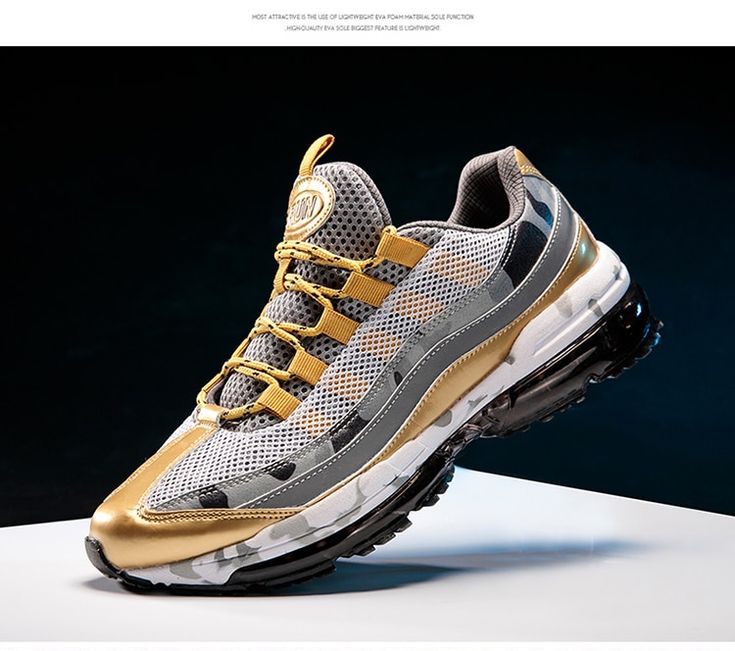 MOST ATTRACTIVE IS THE USE OF LIGHTWEIGHT EVA FOAM MATERIAL SOLE FUNCTION
. HIGH-QUALITY EVA SOLE BIGGEST FEATURE IS LIGHTWEIGHT.